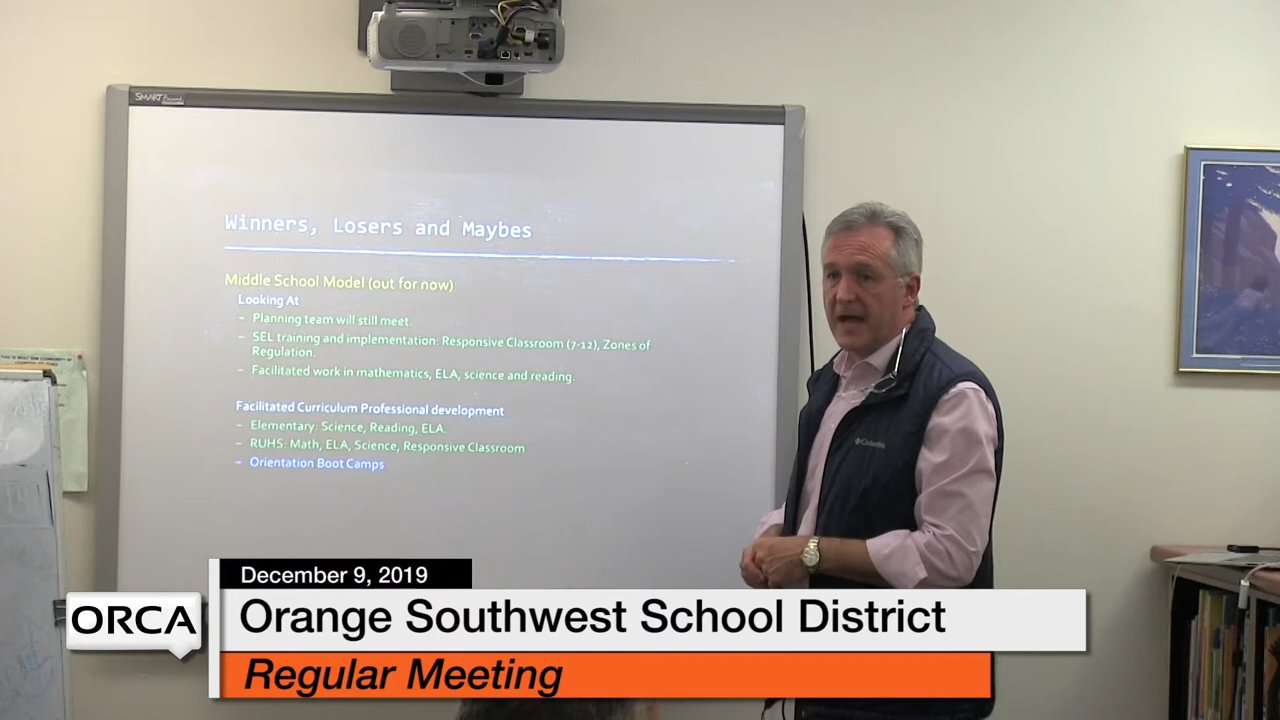 SMART Board
Winners, Losers and Maybes
Middle School Model (out for now)
Looking At
– Planning team will still meet.
– SEL training and implementation: Responsive Classroom (7-12), Zones of
Regulation.
– Facilitated work in mathematics, ELA, science and reading.
Facilitated Curriculum Professional development
– Elementary: Science, Reading, ELA.
– RUHS: Math, ELA, Science, Responsive Classroom
– Orientation Boot Camps
Columbia
December 9, 2019
ORCA
Orange Southwest School District
Regular Meeting